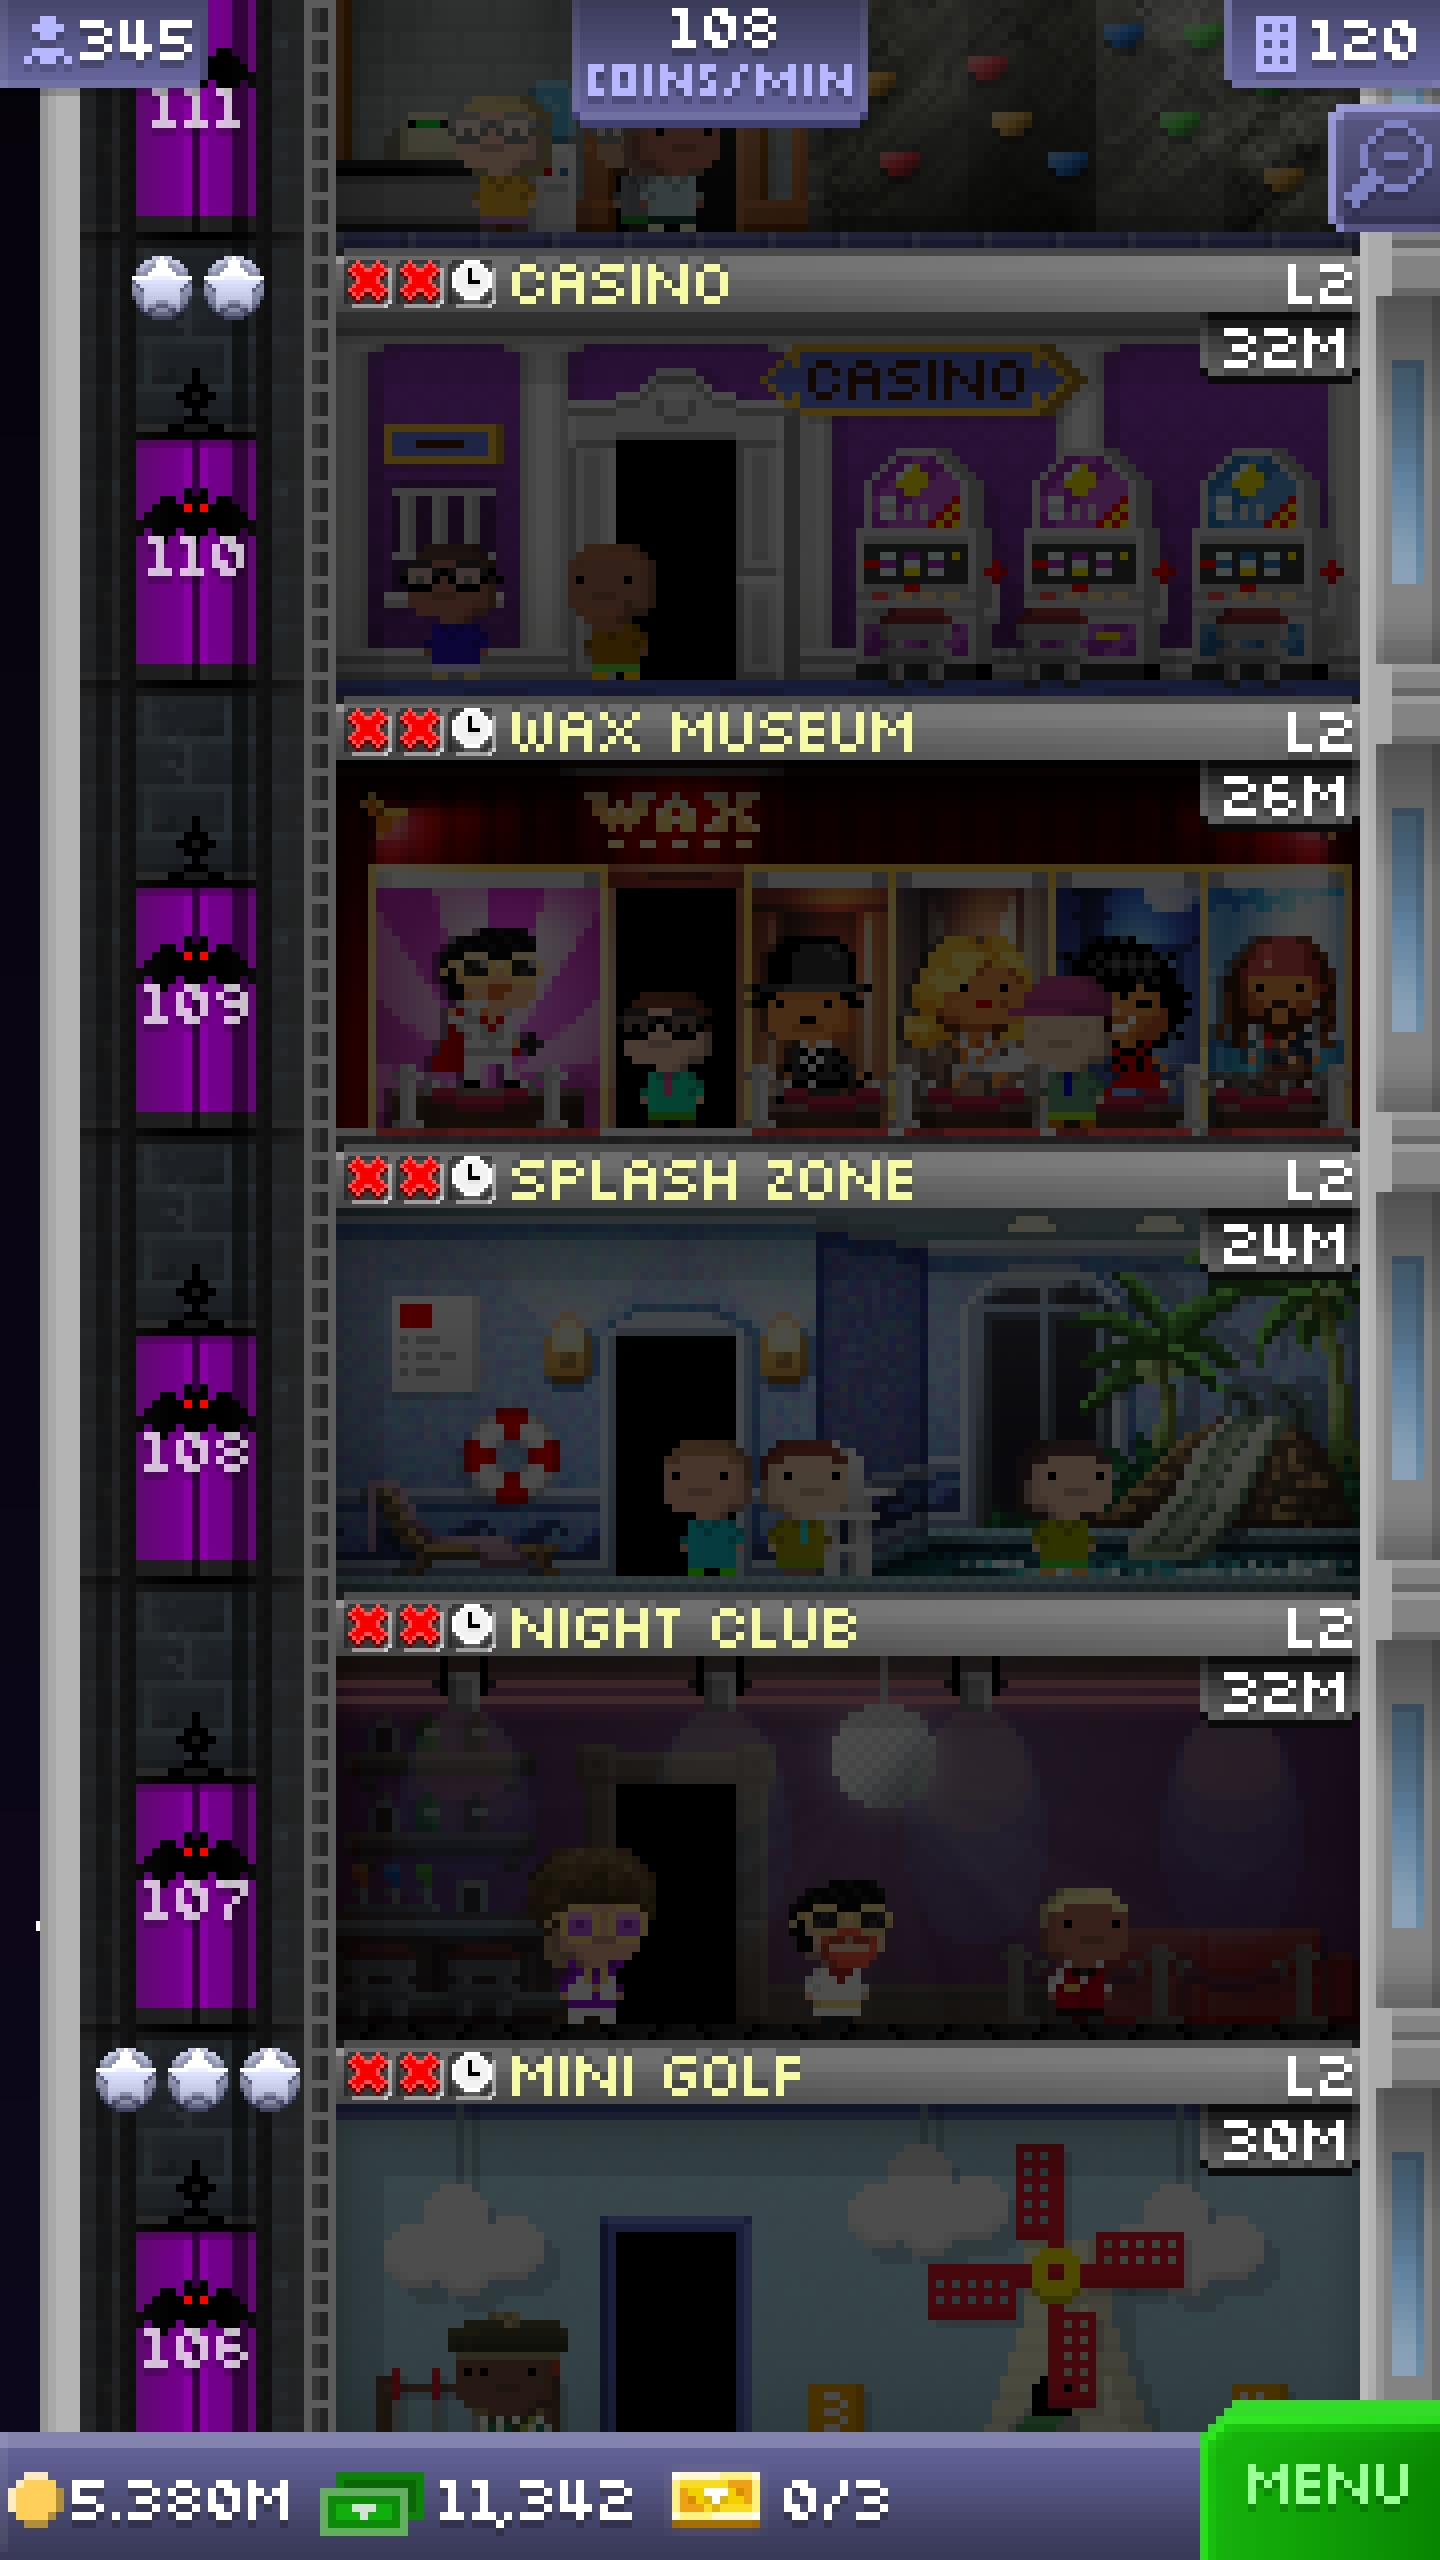 345
108
COINS/MIN
120
111
CASINO
L2
32M
CASINO
110
WAX MUSEUM
L2
26M
WAX
109
SPLASH ZONE
L2
24M
108
NIGHT CLUB
L2
32M
107
MINI GOLF
L2
30M
106
3
5.380M
11,342
0/3
MENU